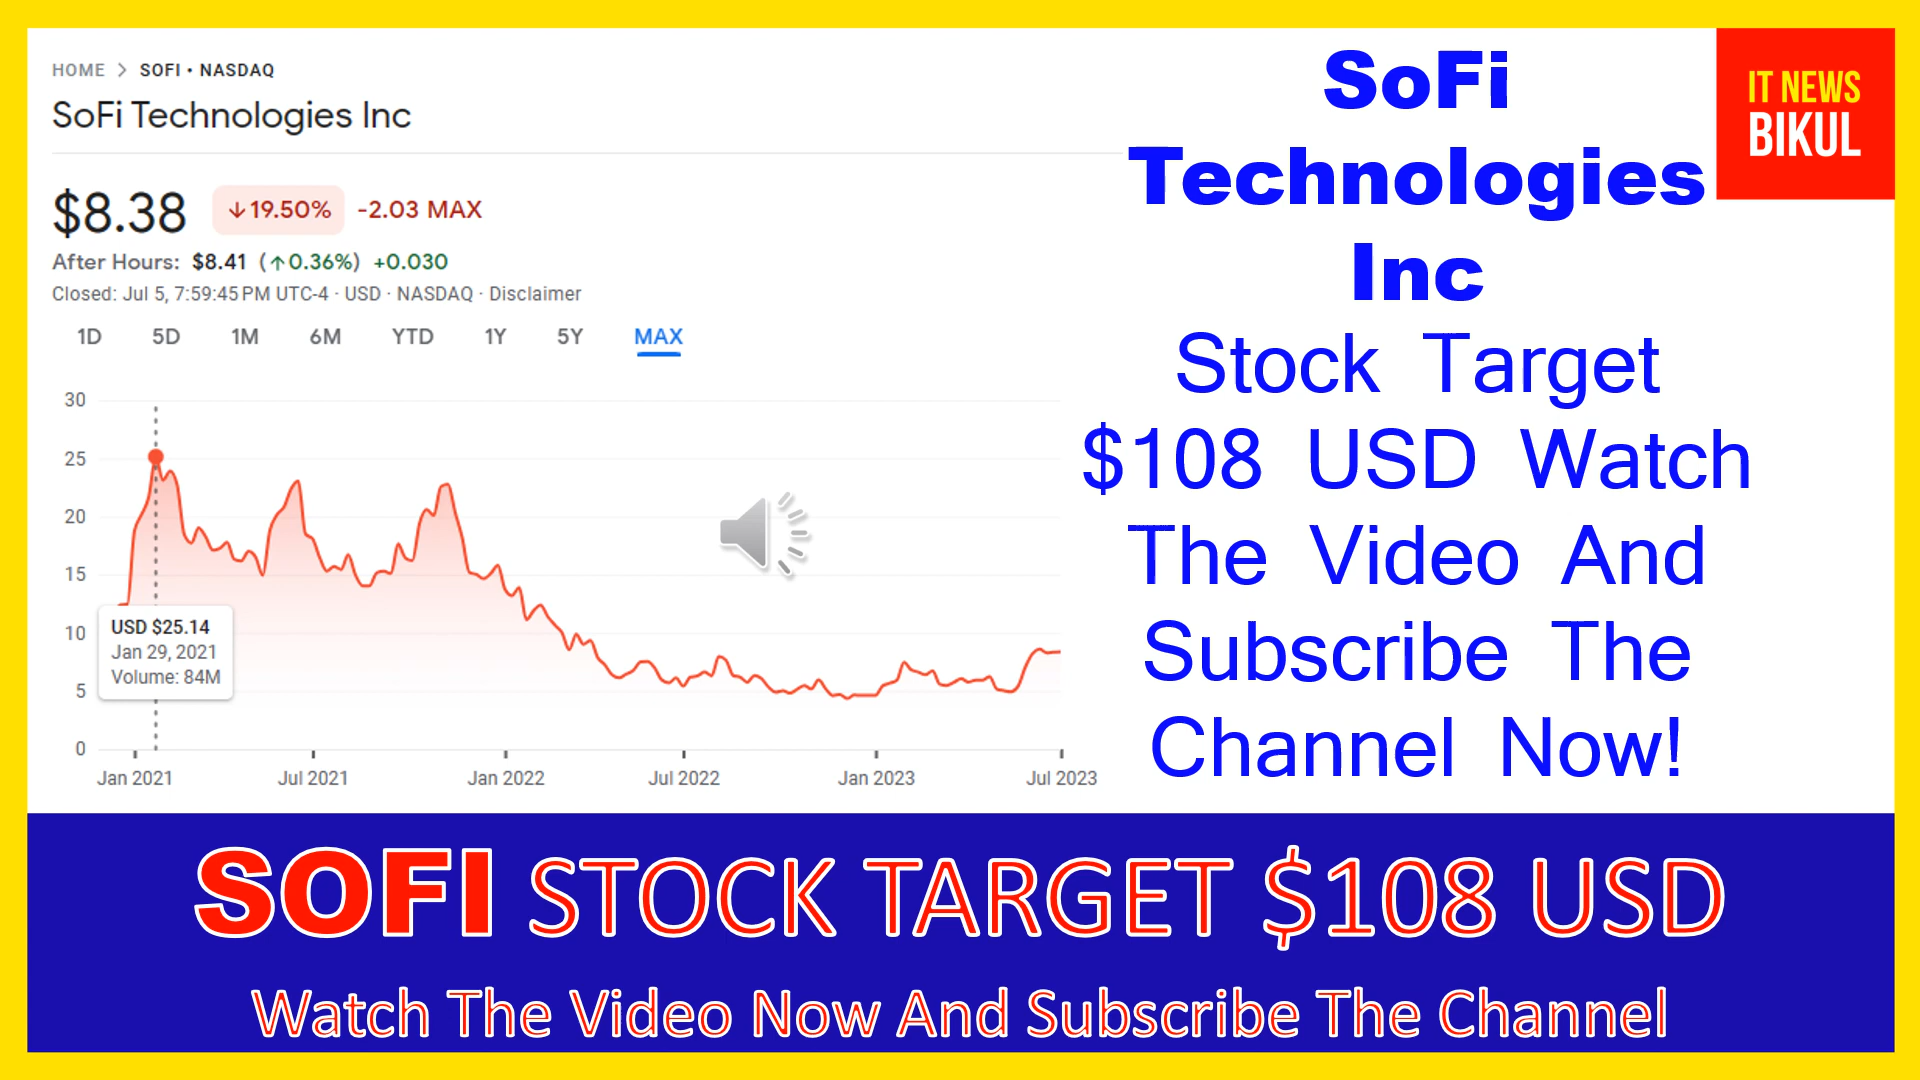 HOME > SOFI • NASDAQ
SoFi Technologies Inc
$8.38 ↓19.50% -2.03 MAX
After Hours: $8.41 (↑0.36%) +0.030
Closed: Jul 5, 7:59:45 PM UTC-4 · USD · NASDAQ · Disclaimer
1D 5D 1M 6M YTD 1Y 5Y MAX
30
25
20
15
10
5
0
USD $25.14
Jan 29, 2021
Volume: 84M
Jan 2021 Jul 2021 Jan 2022 Jul 2022 Jan 2023 Jul 2023
SoFi
Technologies
Inc
Stock Target
$108 USD Watch
The Video And
Subscribe The
Channel Now!
IT NEWS
BIKUL
SOFI STOCK TARGET $108 USD
Watch The Video Now And Subscribe The Channel